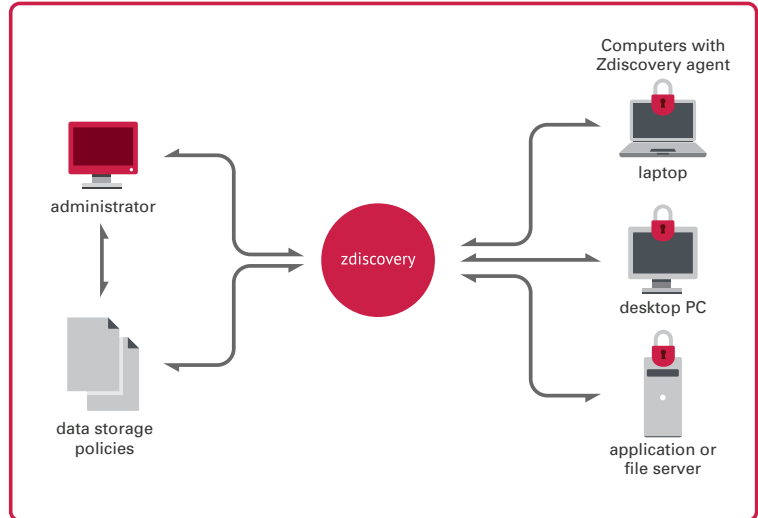 Computers with
Zdiscovery agent
administrator
laptop
zdiscovery
desktop PC
data storage
policies
application or
file server